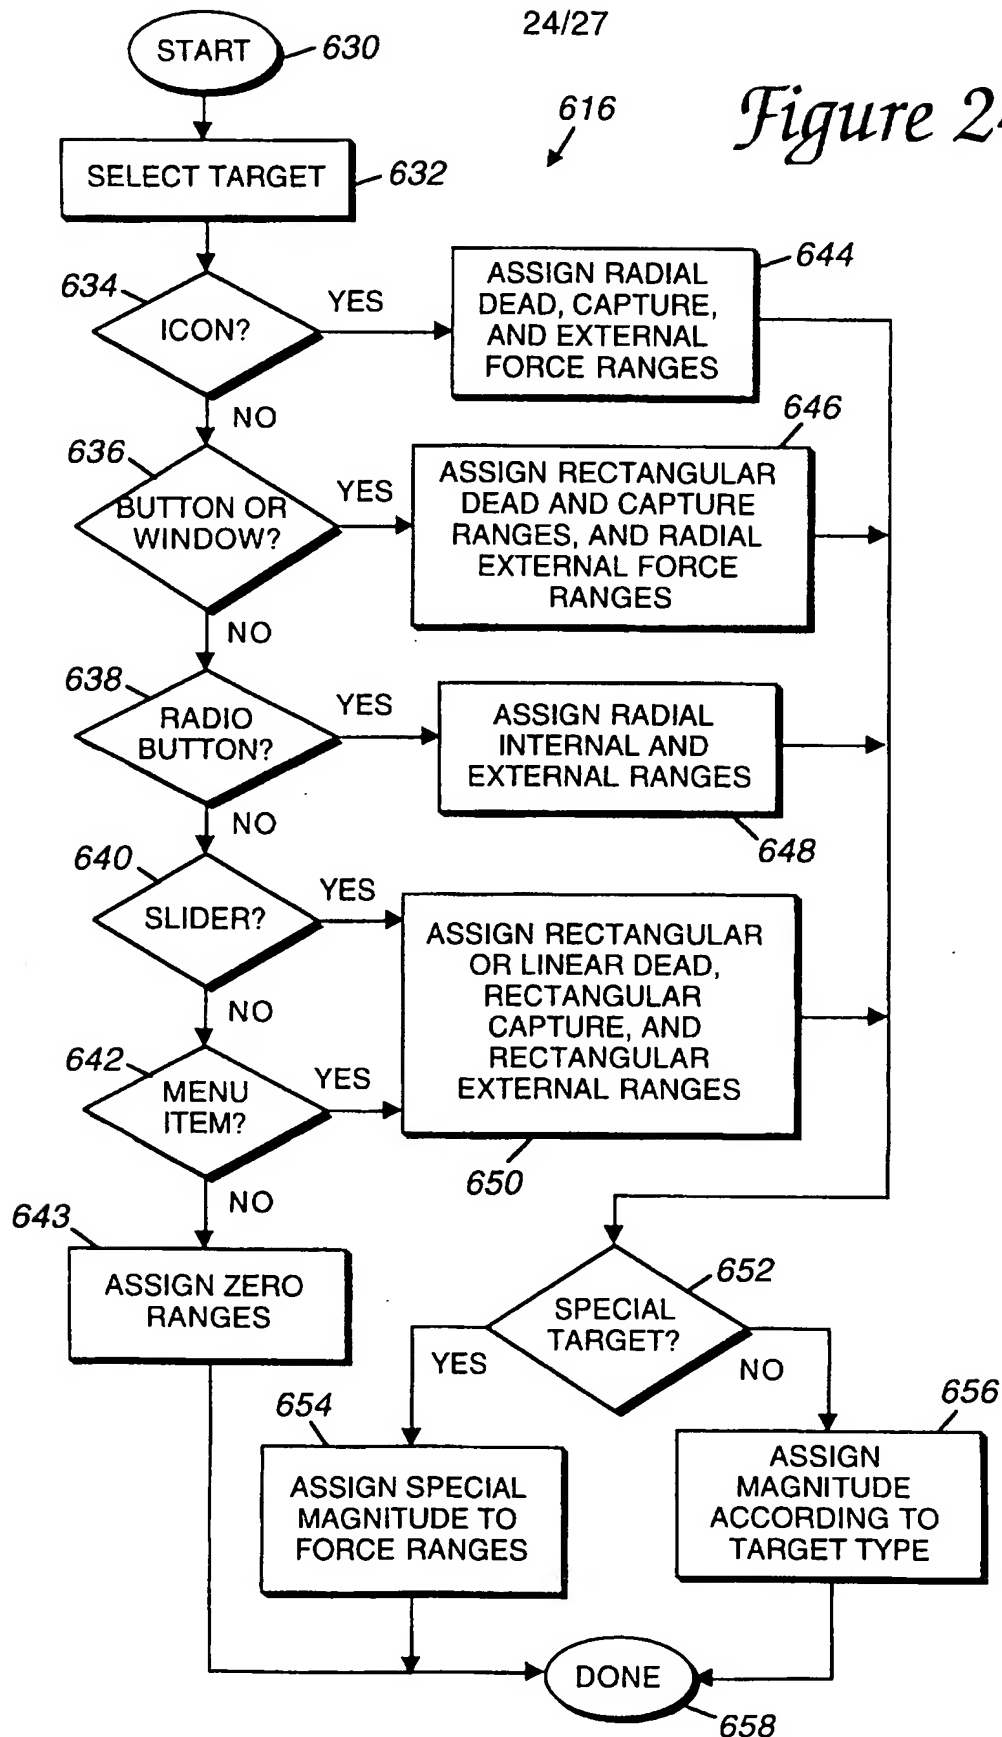 24/27
Figure 24
616
START
630
SELECT TARGET
632
634
ICON?
YES
NO
644
ASSIGN RADIAL
DEAD, CAPTURE,
AND EXTERNAL
FORCE RANGES
636
BUTTON OR
WINDOW?
YES
NO
646
ASSIGN RECTANGULAR
DEAD AND CAPTURE
RANGES, AND RADIAL
EXTERNAL FORCE
RANGES
638
RADIO
BUTTON?
YES
NO
ASSIGN RADIAL
INTERNAL AND
EXTERNAL RANGES
648
640
SLIDER?
YES
NO
ASSIGN RECTANGULAR
OR LINEAR DEAD,
RECTANGULAR
CAPTURE, AND
RECTANGULAR
EXTERNAL RANGES
650
642
MENU
ITEM?
YES
NO
643
ASSIGN ZERO
RANGES
652
SPECIAL
TARGET?
YES
NO
654
ASSIGN SPECIAL
MAGNITUDE TO
FORCE RANGES
656
ASSIGN
MAGNITUDE
ACCORDING TO
TARGET TYPE
DONE
658